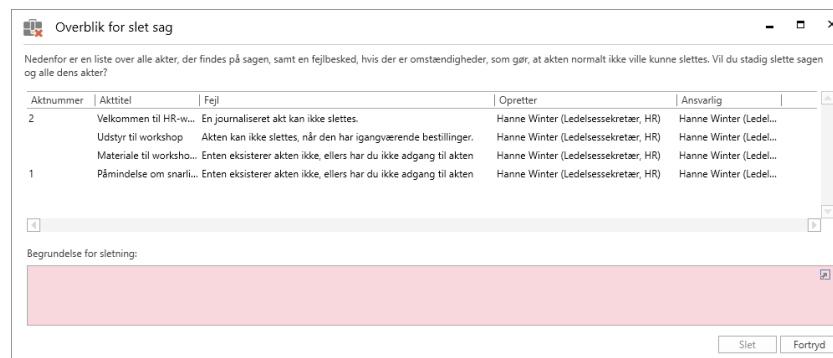 Overblik for slet sag
Nedenfor er en liste over alle akter, der findes på sagen, samt en fejlbesked, hvis der er omstændigheder, som gør, at akten normalt ikke ville kunne slettes. Vil du stadig slette sagen
og alle dens akter?
Aktnummer Akttitel Fejl Opretter Ansvarlig
2 Velkommen til HR-w... En journaliseret akt kan ikke slettes. Hanne Winter (Ledelsessekretær, HR) Hanne Winter (Ledel...
Udstyr til workshop Akten kan ikke slettes, når den har igangværende bestillinger. Hanne Winter (Ledelsessekretær, HR) Hanne Winter (Ledel...
Materiale til worksho... Enten eksisterer akten ikke, ellers har du ikke adgang til akten Hanne Winter (Ledelsessekretær, HR) Hanne Winter (Ledel...
1 Påmindelse om snarli... Enten eksisterer akten ikke, ellers har du ikke adgang til akten Hanne Winter (Ledelsessekretær, HR) Hanne Winter (Ledel...
Begrundelse for sletning:
Slet Fortryd